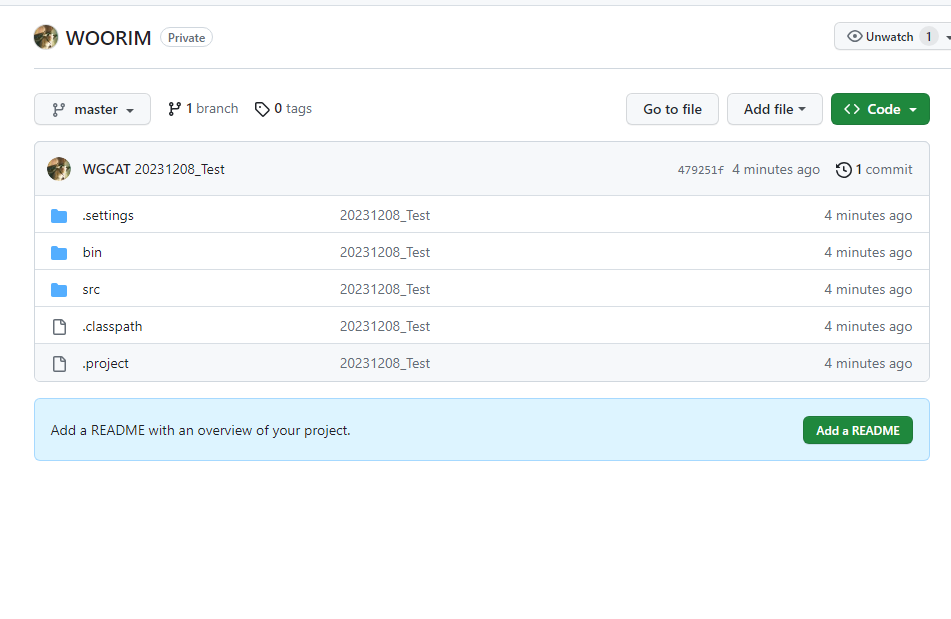 WOORIM Private Unwatch 1
master 1 branch 0 tags Go to file Add file Code
WGCAT 20231208_Test 479251f 4 minutes ago 1 commit
.settings 20231208_Test 4 minutes ago
bin 20231208_Test 4 minutes ago
src 20231208_Test 4 minutes ago
.classpath 20231208_Test 4 minutes ago
.project 20231208_Test 4 minutes ago
Add a README with an overview of your project. Add a README